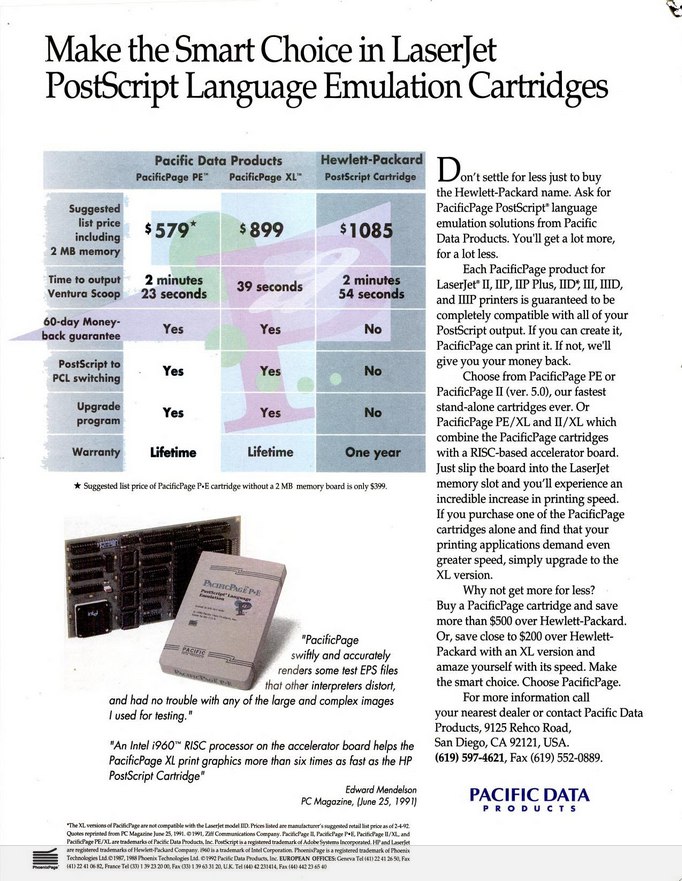 Make the Smart Choice in LaserJet
PostScript Language Emulation Cartridges
Pacific Data Products Hewlett-Packard
PacificPage PE™ PacificPage XL™ PostScript Cartridge
Suggested
list price
including
2 MB memory
$579* $899 $1085
Time to output
Ventura Scoop
2 minutes
23 seconds
39 seconds
2 minutes
54 seconds
60-day Money-
back guarantee
Yes Yes No
PostScript to
PCL switching
Yes Yes No
Upgrade
program
Yes Yes No
Warranty Lifetime Lifetime One year
★ Suggested list price of PacificPage P•E cartridge without a 2 MB memory board is only $399.
Don't settle for less just to buy
the Hewlett-Packard name. Ask for
PacificPage PostScript® language
emulation solutions from Pacific
Data Products. You'll get a lot more,
for a lot less.
Each PacificPage product for
LaserJet® II, IIP, IIP Plus, IID*, III, IIID,
and IIIP printers is guaranteed to be
completely compatible with all of your
PostScript output. If you can create it,
PacificPage can print it. If not, we'll
give you your money back.
Choose from PacificPage PE or
PacificPage II (ver. 5.0), our fastest
stand-alone cartridges ever. Or
PacificPage PE/XL and II/XL which
combine the PacificPage cartridges
with a RISC-based accelerator board.
Just slip the board into the LaserJet
memory slot and you'll experience an
incredible increase in printing speed.
If you purchase one of the PacificPage
cartridges alone and find that your
printing applications demand even
greater speed, simply upgrade to the
XL version.
Why not get more for less?
Buy a PacificPage cartridge and save
more than $500 over Hewlett-Packard.
Or, save close to $200 over Hewlett-
Packard with an XL version and
amaze yourself with its speed. Make
the smart choice. Choose PacificPage.
For more information call
your nearest dealer or contact Pacific Data
Products, 9125 Rehco Road,
San Diego, CA 92121, USA.
(619) 597-4621, Fax (619) 552-0889.
PACIFICPAGE P•E
PostScript® Language
Emulation
PACIFIC
PACIFICPAGE P•E
intel
"PacificPage
swiftly and accurately
renders some test EPS files
that other interpreters distort,
and had no trouble with any of the large and complex images
I used for testing."
"An Intel i960™ RISC processor on the accelerator board helps the
PacificPage XL print graphics more than six times as fast as the HP
PostScript Cartridge"
Edward Mendelson
PC Magazine, (June 25, 1991)
PACIFIC DATA
PRODUCTS
*The XL versions of PacificPage are not compatible with the LaserJet model IID. Prices listed are manufacturer's suggested retail list price as of 2-4-92.
Quotes reprinted from PC Magazine June 25, 1991. © 1991, Ziff Communications Company. PacificPage II, PacificPage P•E, PacificPage II/XL, and
PacificPage PE/XL are trademarks of Pacific Data Products, Inc. PostScript is a registered trademark of Adobe Systems Incorporated. HP and LaserJet
are registered trademarks of Hewlett-Packard Company. i960 is a trademark of Intel Corporation. PhoenixPage is a registered trademark of Phoenix
Technologies Ltd. © 1987, 1988 Phoenix Technologies Ltd. © 1992 Pacific Data Products, Inc. EUROPEAN OFFICES: Geneva Tel (41) 22 41 26 50, Fax
(41) 22 41 06 82, France Tel (33) 1 39 23 20 00, Fax (33) 1 39 63 31 20, U.K. Tel (44) 42 231414, Fax (44) 442 23 65 40
PhoenixPage